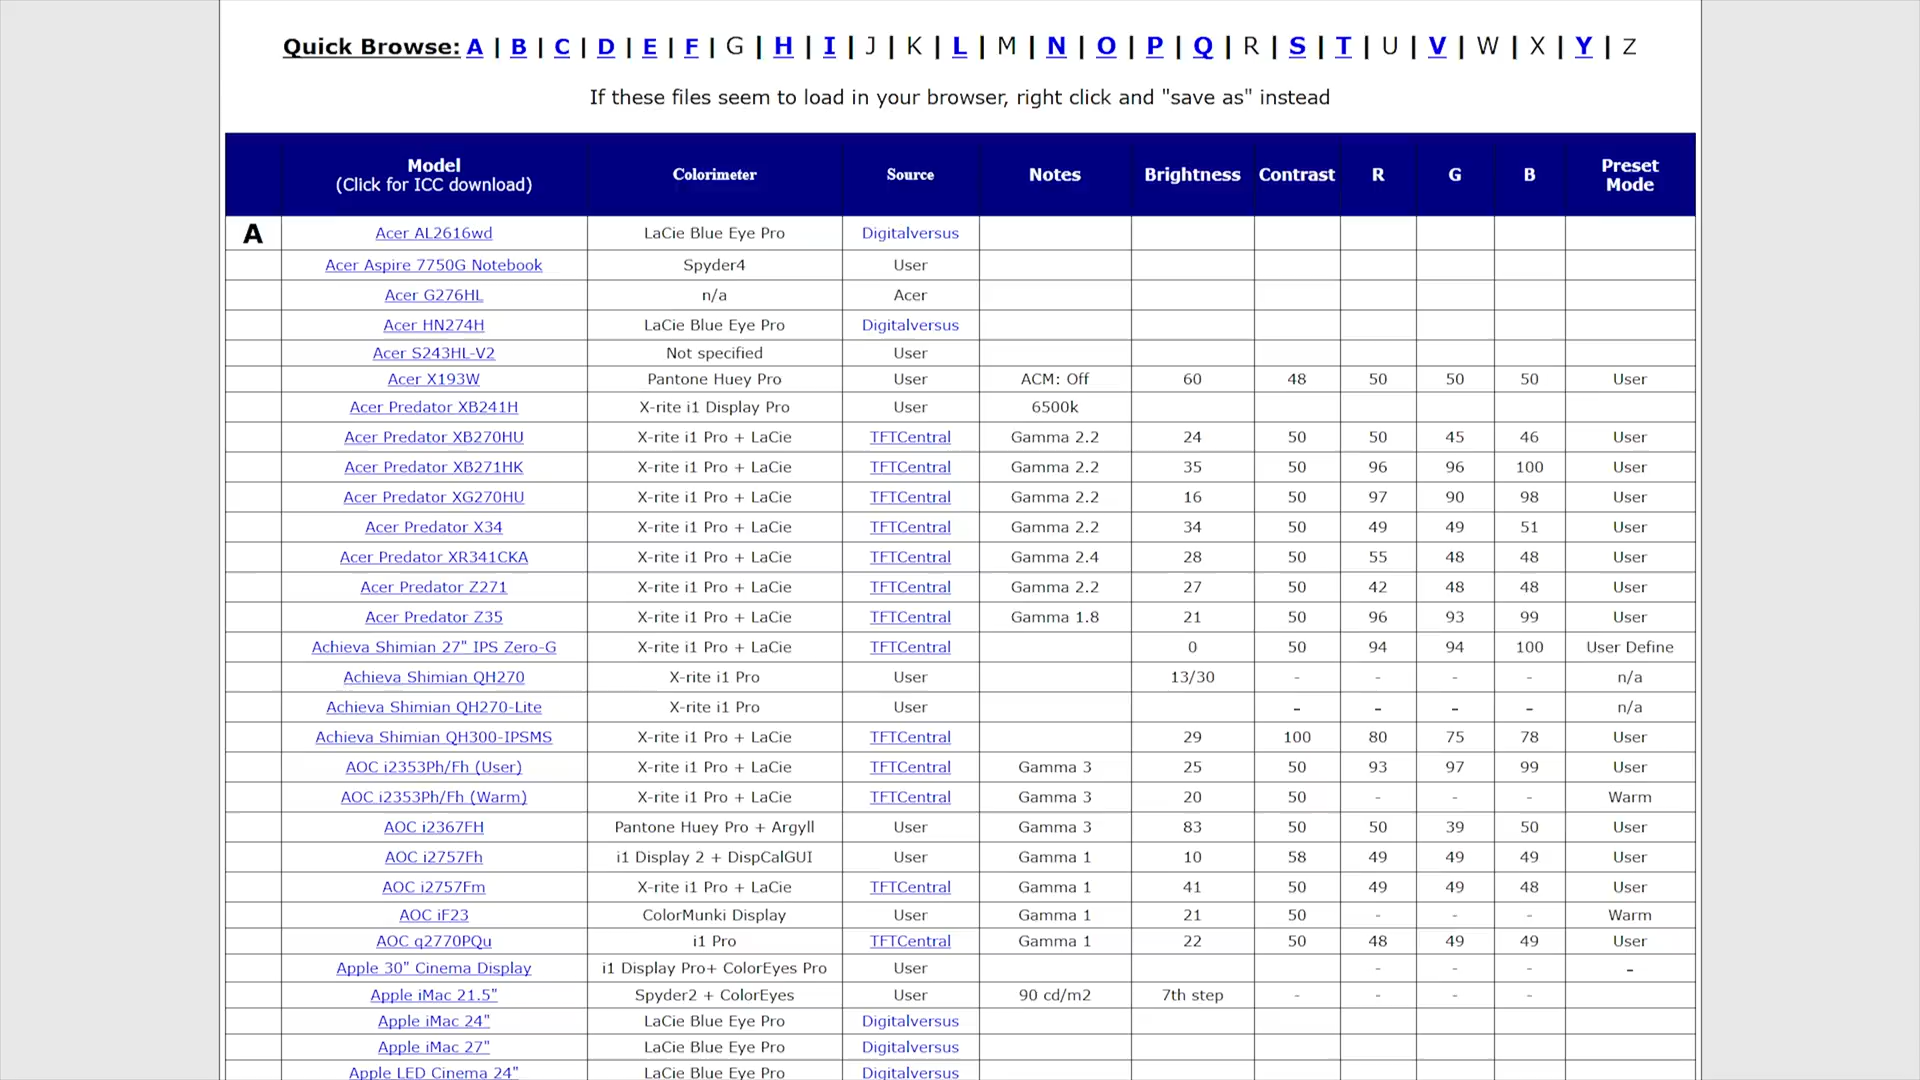 Quick Browse: A | B | C | D | E | F | G | H | I | J | K | L | M | N | O | P | Q | R | S | T | U | V | W | X | Y | Z
If these files seem to load in your browser, right click and "save as" instead
Model (Click for ICC download) Colorimeter Source Notes Brightness Contrast R G B Preset Mode
A Acer AL2616wd LaCie Blue Eye Pro Digitalversus
Acer Aspire 7750G Notebook Spyder4 User
Acer G276HL n/a Acer
Acer HN274H LaCie Blue Eye Pro Digitalversus
Acer S243HL-V2 Not specified User
Acer X193W Pantone Huey Pro User ACM: Off 60 48 50 50 50 User
Acer Predator XB241H X-rite i1 Display Pro User 6500k
Acer Predator XB270HU X-rite i1 Pro + LaCie TFTCentral Gamma 2.2 24 50 50 45 46 User
Acer Predator XB271HK X-rite i1 Pro + LaCie TFTCentral Gamma 2.2 35 50 96 96 100 User
Acer Predator XG270HU X-rite i1 Pro + LaCie TFTCentral Gamma 2.2 16 50 97 90 98 User
Acer Predator X34 X-rite i1 Pro + LaCie TFTCentral Gamma 2.2 34 50 49 49 51 User
Acer Predator XR341CKA X-rite i1 Pro + LaCie TFTCentral Gamma 2.4 28 50 55 48 48 User
Acer Predator Z271 X-rite i1 Pro + LaCie TFTCentral Gamma 2.2 27 50 42 48 48 User
Acer Predator Z35 X-rite i1 Pro + LaCie TFTCentral Gamma 1.8 21 50 96 93 99 User
Achieva Shimian 27" IPS Zero-G X-rite i1 Pro + LaCie TFTCentral 0 50 94 94 100 User Define
Achieva Shimian QH270 X-rite i1 Pro User 13/30 - - - - n/a
Achieva Shimian QH270-Lite X-rite i1 Pro User - - - - n/a
Achieva Shimian QH300-IPSMS X-rite i1 Pro + LaCie TFTCentral 29 100 80 75 78 User
AOC i2353Ph/Fh (User) X-rite i1 Pro + LaCie TFTCentral Gamma 3 25 50 93 97 99 User
AOC i2353Ph/Fh (Warm) X-rite i1 Pro + LaCie TFTCentral Gamma 3 20 50 - - - Warm
AOC i2367FH Pantone Huey Pro + Argyll User Gamma 3 83 50 50 39 50 User
AOC i2757Fh i1 Display 2 + DispCalGUI User Gamma 1 10 58 49 49 49 User
AOC i2757Fm X-rite i1 Pro + LaCie TFTCentral Gamma 1 41 50 49 49 48 User
AOC iF23 ColorMunki Display User Gamma 1 21 50 - - - Warm
AOC q2770PQu i1 Pro TFTCentral Gamma 1 22 50 48 49 49 User
Apple 30" Cinema Display i1 Display Pro+ ColorEyes Pro User - - - -
Apple iMac 21.5" Spyder2 + ColorEyes User 90 cd/m2 7th step - - - -
Apple iMac 24" LaCie Blue Eye Pro Digitalversus
Apple iMac 27" LaCie Blue Eye Pro Digitalversus
Apple LED Cinema 24" LaCie Blue Eye Pro Digitalversus